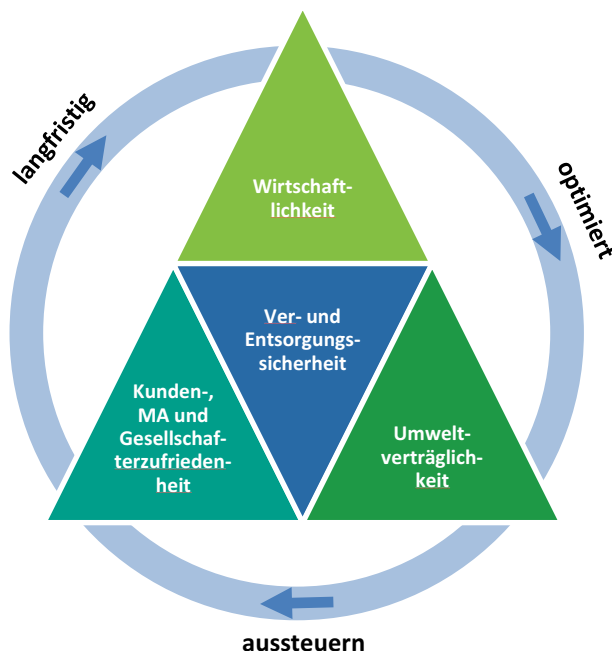 langfristig
optimiert
Wirtschaft-
lichkeit
Ver- und
Entsorgungs-
sicherheit
Kunden-,
MA und
Gesellschaf-
terzufrieden-
heit
Umwelt-
verträglich-
keit
aussteuern